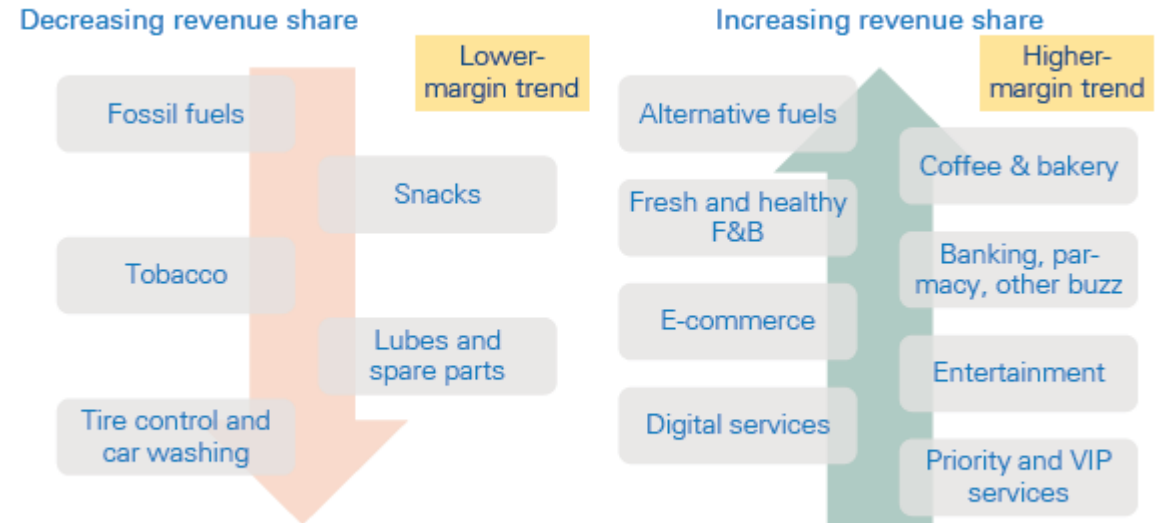 Decreasing revenue share
Lower-
margin trend
Fossil fuels
Snacks
Tobacco
Lubes and
spare parts
Tire control and
car washing
Increasing revenue share
Higher-
margin trend
Alternative fuels
Coffee & bakery
Fresh and healthy
F&B
Banking, par-
macy, other buzz
E-commerce
Entertainment
Digital services
Priority and VIP
services